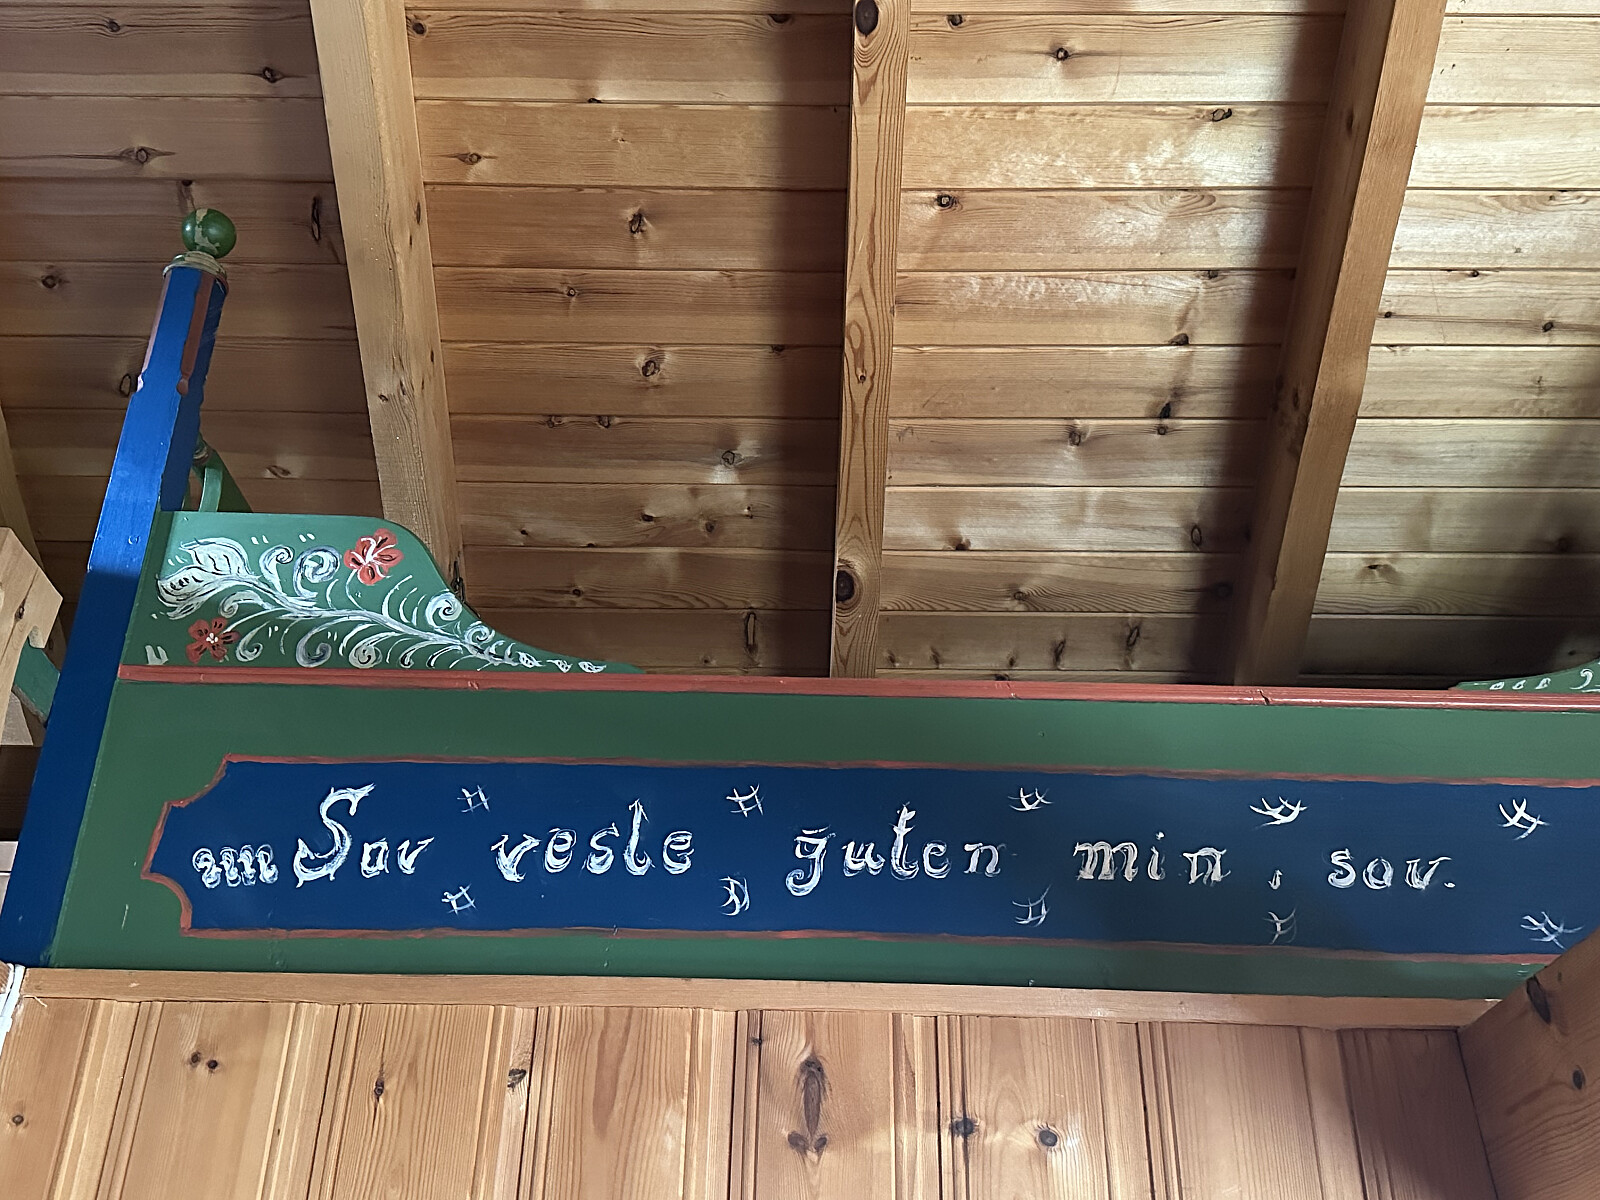 Sov vesle guten min, sov.